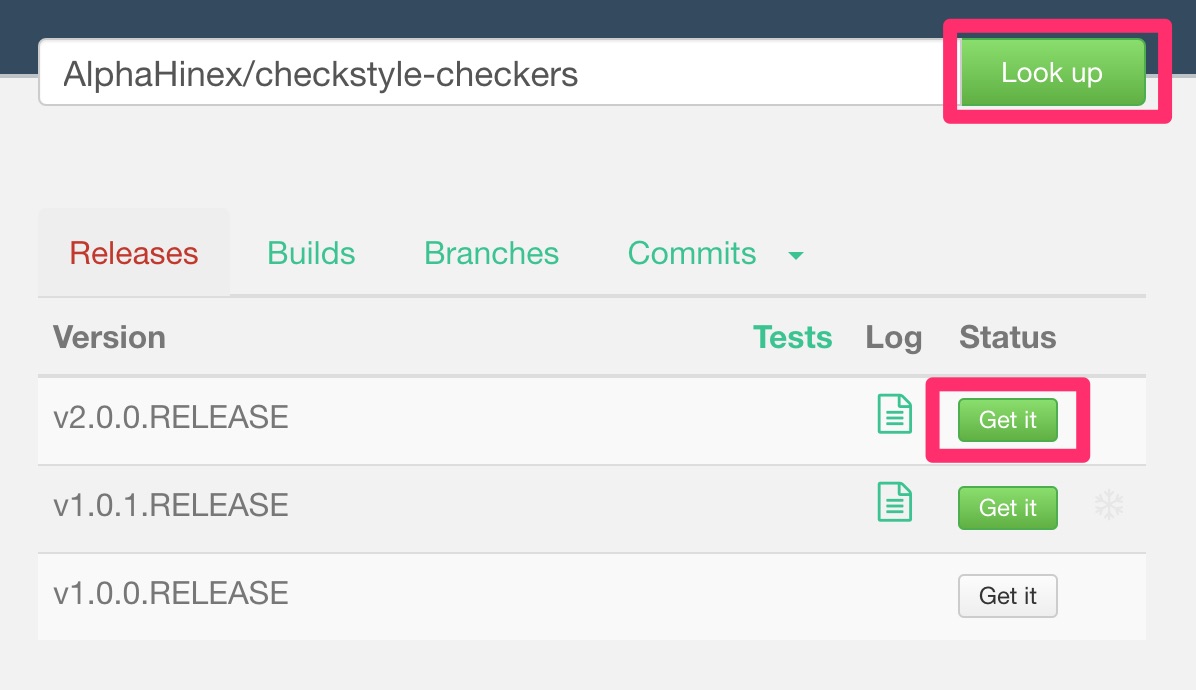 AlphaHinex/checkstyle-checkers Look up
Releases Builds Branches Commits
Version Tests Log Status
v2.0.0.RELEASE Get it
v1.0.1.RELEASE Get it
v1.0.0.RELEASE Get it